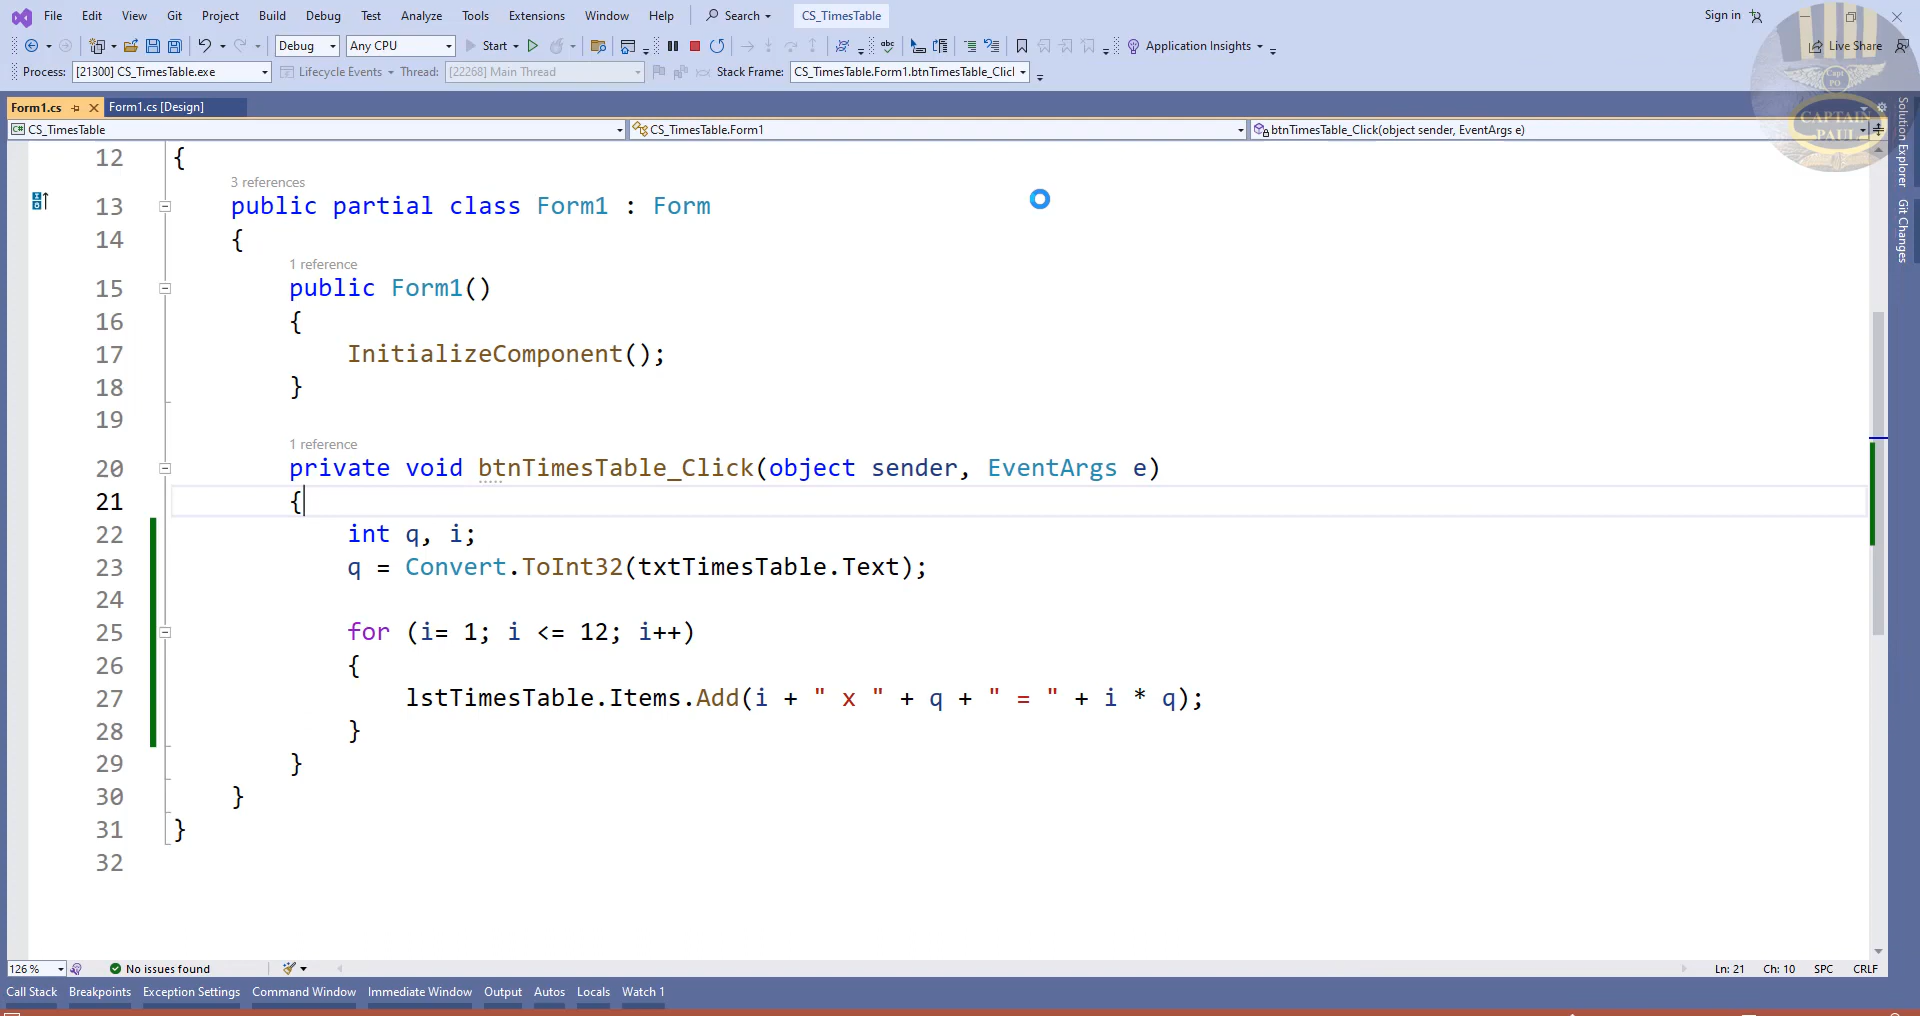 File Edit View Git Project Build Debug Test Analyze Tools Extensions Window Help Search CS_TimesTable Sign in
Debug Any CPU Start Application Insights Live Share
Process: [21300] CS_TimesTable.exe Lifecycle Events Thread: [22268] Main Thread Stack Frame: CS_TimesTable.Form1.btnTimesTable_Click
Capt
PO
CAPTAIN
PAUL
Form1.cs Form1.cs [Design]
CS_TimesTable CS_TimesTable.Form1 btnTimesTable_Click(object sender, EventArgs e)
Solution Explorer
Git Changes
12 {
3 references
13 public partial class Form1 : Form
14 {
1 reference
15 public Form1()
16 {
17 InitializeComponent();
18 }
19
1 reference
20 private void btnTimesTable_Click(object sender, EventArgs e)
21 {
22 int q, i;
23 q = Convert.ToInt32(txtTimesTable.Text);
24
25 for (i= 1; i <= 12; i++)
26 {
27 lstTimesTable.Items.Add(i + " x " + q + " = " + i * q);
28 }
29 }
30 }
31 }
32
126 % No issues found Ln: 21 Ch: 10 SPC CRLF
Call Stack Breakpoints Exception Settings Command Window Immediate Window Output Autos Locals Watch 1